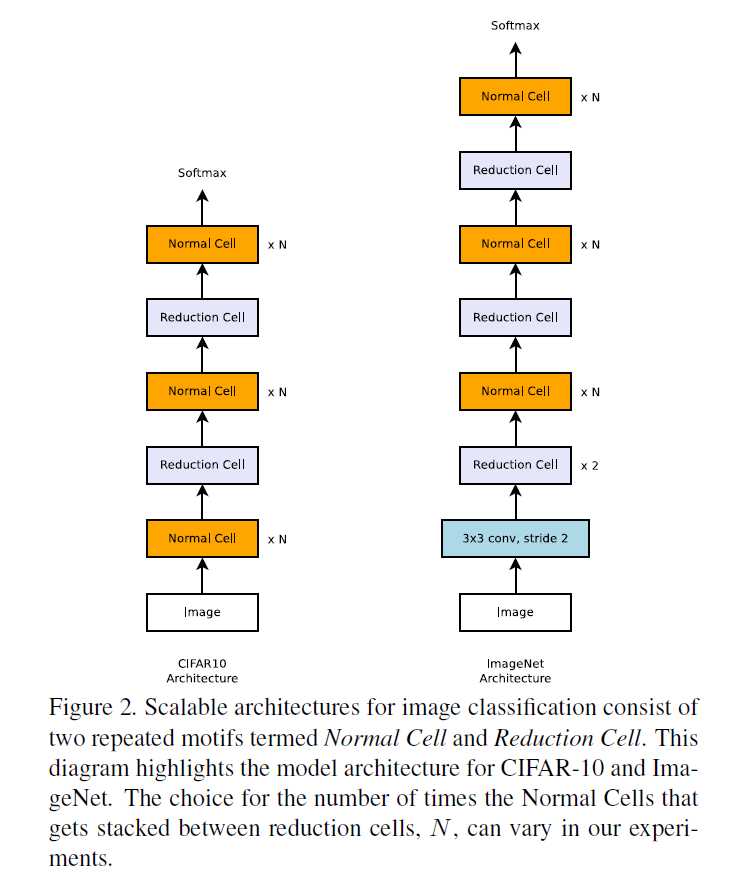 Softmax
Normal Cell x N
Reduction Cell
Normal Cell x N
Reduction Cell
Normal Cell x N
Image
CIFAR10
Architecture
Softmax
Normal Cell x N
Reduction Cell
Normal Cell x N
Reduction Cell
Normal Cell x N
Reduction Cell x 2
3x3 conv, stride 2
Image
ImageNet
Architecture
Figure 2. Scalable architectures for image classification consist of
two repeated motifs termed Normal Cell and Reduction Cell. This
diagram highlights the model architecture for CIFAR-10 and Ima-
geNet. The choice for the number of times the Normal Cells that
gets stacked between reduction cells, N, can vary in our experi-
ments.